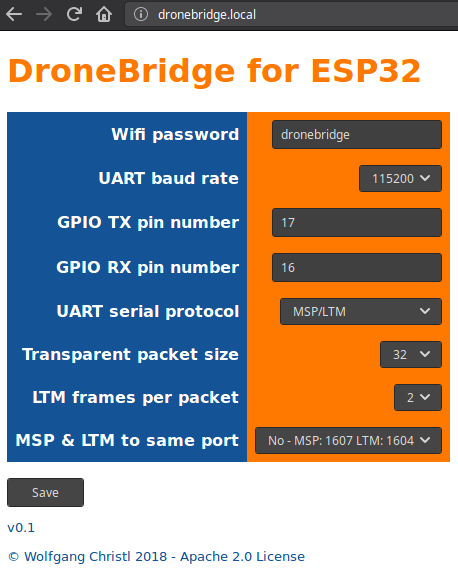 dronebridge.local
DroneBridge for ESP32
Wifi password dronebridge
UART baud rate 115200
GPIO TX pin number 17
GPIO RX pin number 16
UART serial protocol MSP/LTM
Transparent packet size 32
LTM frames per packet 2
MSP & LTM to same port No - MSP: 1607 LTM: 1604
Save
v0.1
© Wolfgang Christl 2018 - Apache 2.0 License